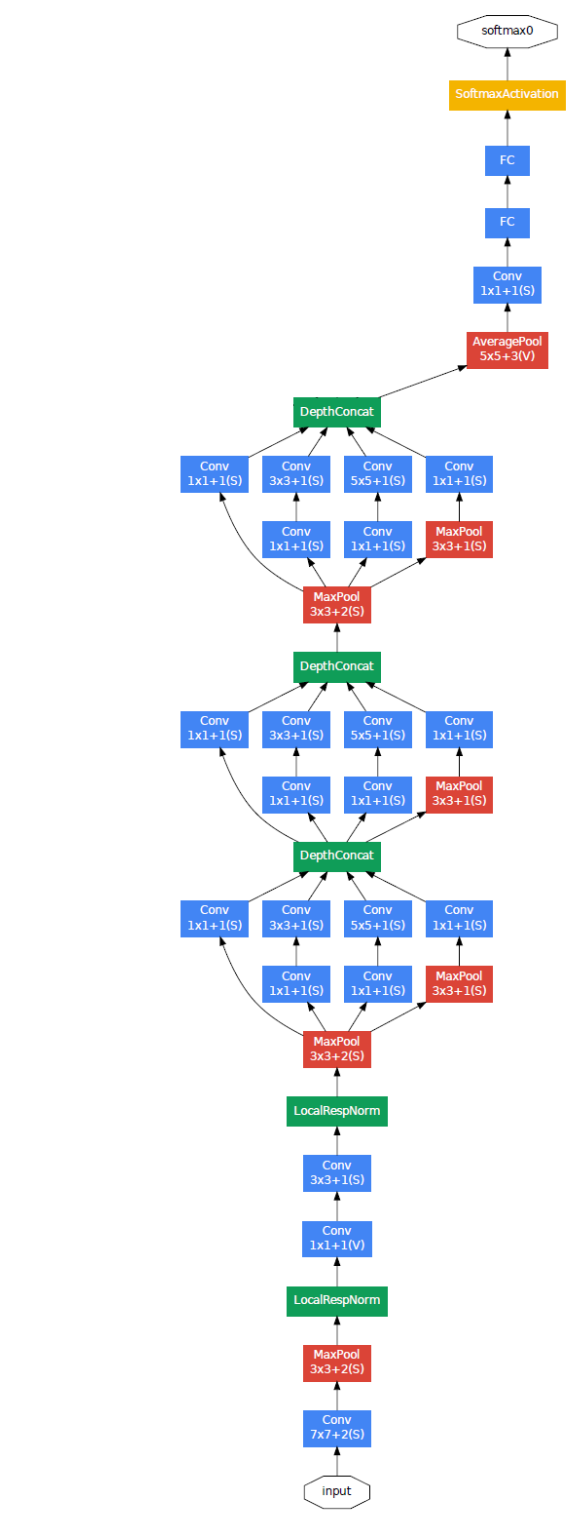 softmax0
SoftmaxActivation
FC
FC
Conv
1x1+1(S)
AveragePool
5x5+3(V)
DepthConcat
Conv
1x1+1(S)
Conv
3x3+1(S)
Conv
5x5+1(S)
Conv
1x1+1(S)
Conv
1x1+1(S)
Conv
1x1+1(S)
MaxPool
3x3+1(S)
MaxPool
3x3+2(S)
DepthConcat
Conv
1x1+1(S)
Conv
3x3+1(S)
Conv
5x5+1(S)
Conv
1x1+1(S)
Conv
1x1+1(S)
Conv
1x1+1(S)
MaxPool
3x3+1(S)
DepthConcat
Conv
1x1+1(S)
Conv
3x3+1(S)
Conv
5x5+1(S)
Conv
1x1+1(S)
Conv
1x1+1(S)
Conv
1x1+1(S)
MaxPool
3x3+1(S)
MaxPool
3x3+2(S)
LocalRespNorm
Conv
3x3+1(S)
Conv
1x1+1(V)
LocalRespNorm
MaxPool
3x3+2(S)
Conv
7x7+2(S)
input